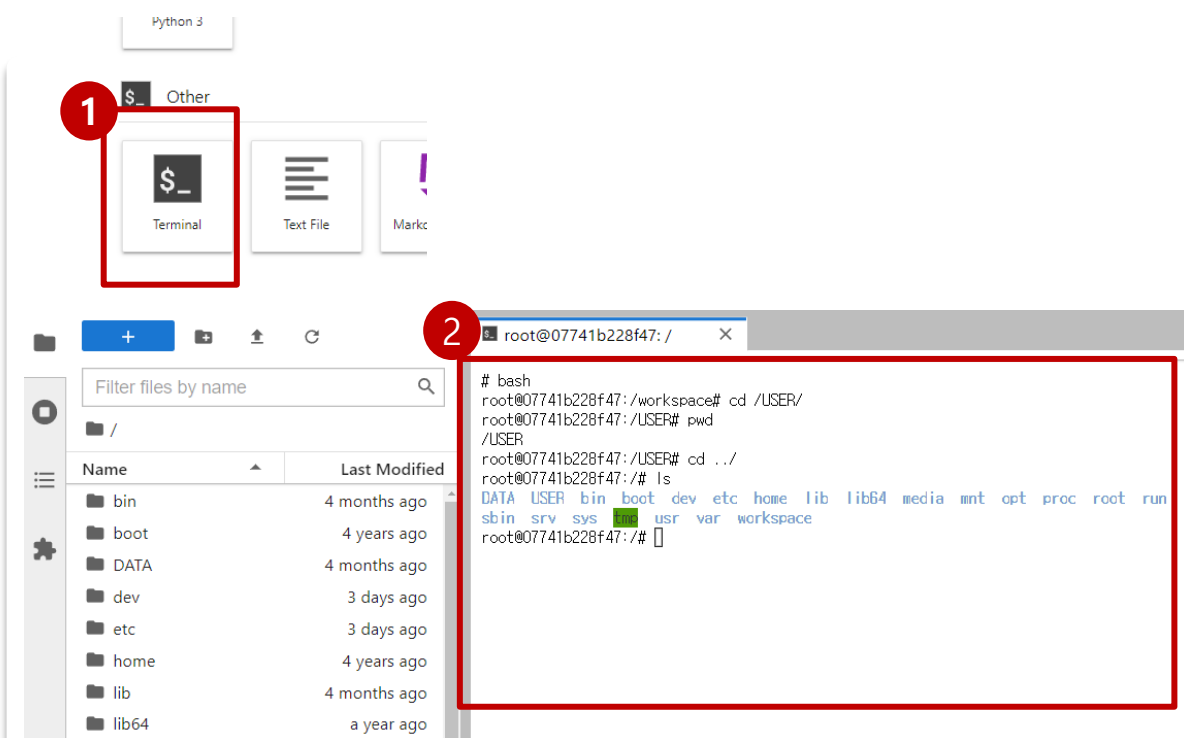 Python 3
$_ Other
1
$_
Terminal
Text File
2
root@07741b228f47: /
+
Filter files by name
/
Name
Last Modified
bin 4 months ago
boot 4 years ago
DATA 4 months ago
dev 3 days ago
etc 3 days ago
home 4 years ago
lib 4 months ago
lib64 a year ago
# bash
root@07741b228f47:/workspace# cd /USER/
root@07741b228f47:/USER# pwd
/USER
root@07741b228f47:/USER# cd ../
root@07741b228f47:/# ls
DATA USER bin boot dev etc home lib lib64 media mnt opt proc root run
sbin srv sys tmp usr var workspace
root@07741b228f47:/#